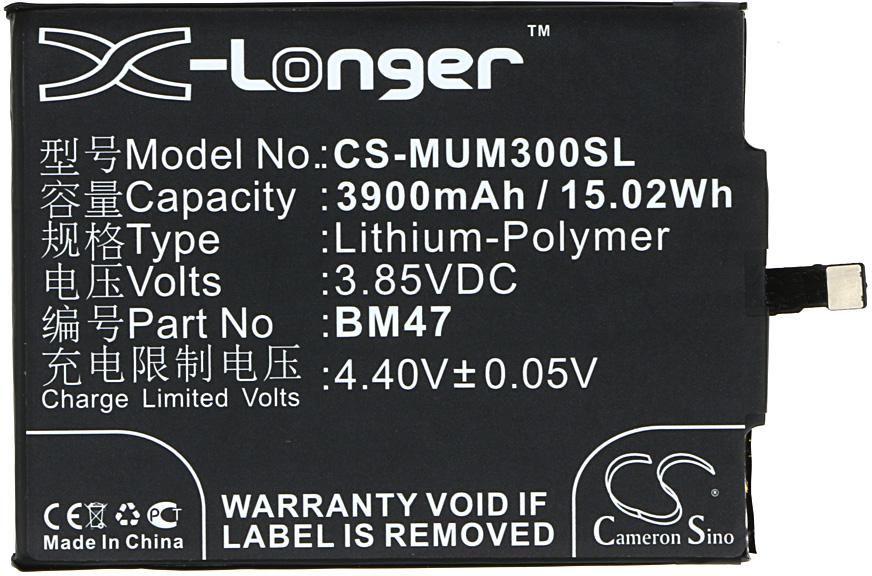 X-Longer™
型号Model No.:CS-MUM300SL
容量Capacity :3900mAh / 15.02Wh
规格Type :Lithium-Polymer
电压Volts :3.85VDC
编号Part No :BM47
充电限制电压 :4.40V±0.05V
Charge Limited Volts
CE PCT
Made In China
WARRANTY VOID IF
LABEL IS REMOVED
CS®
Cameron Sino